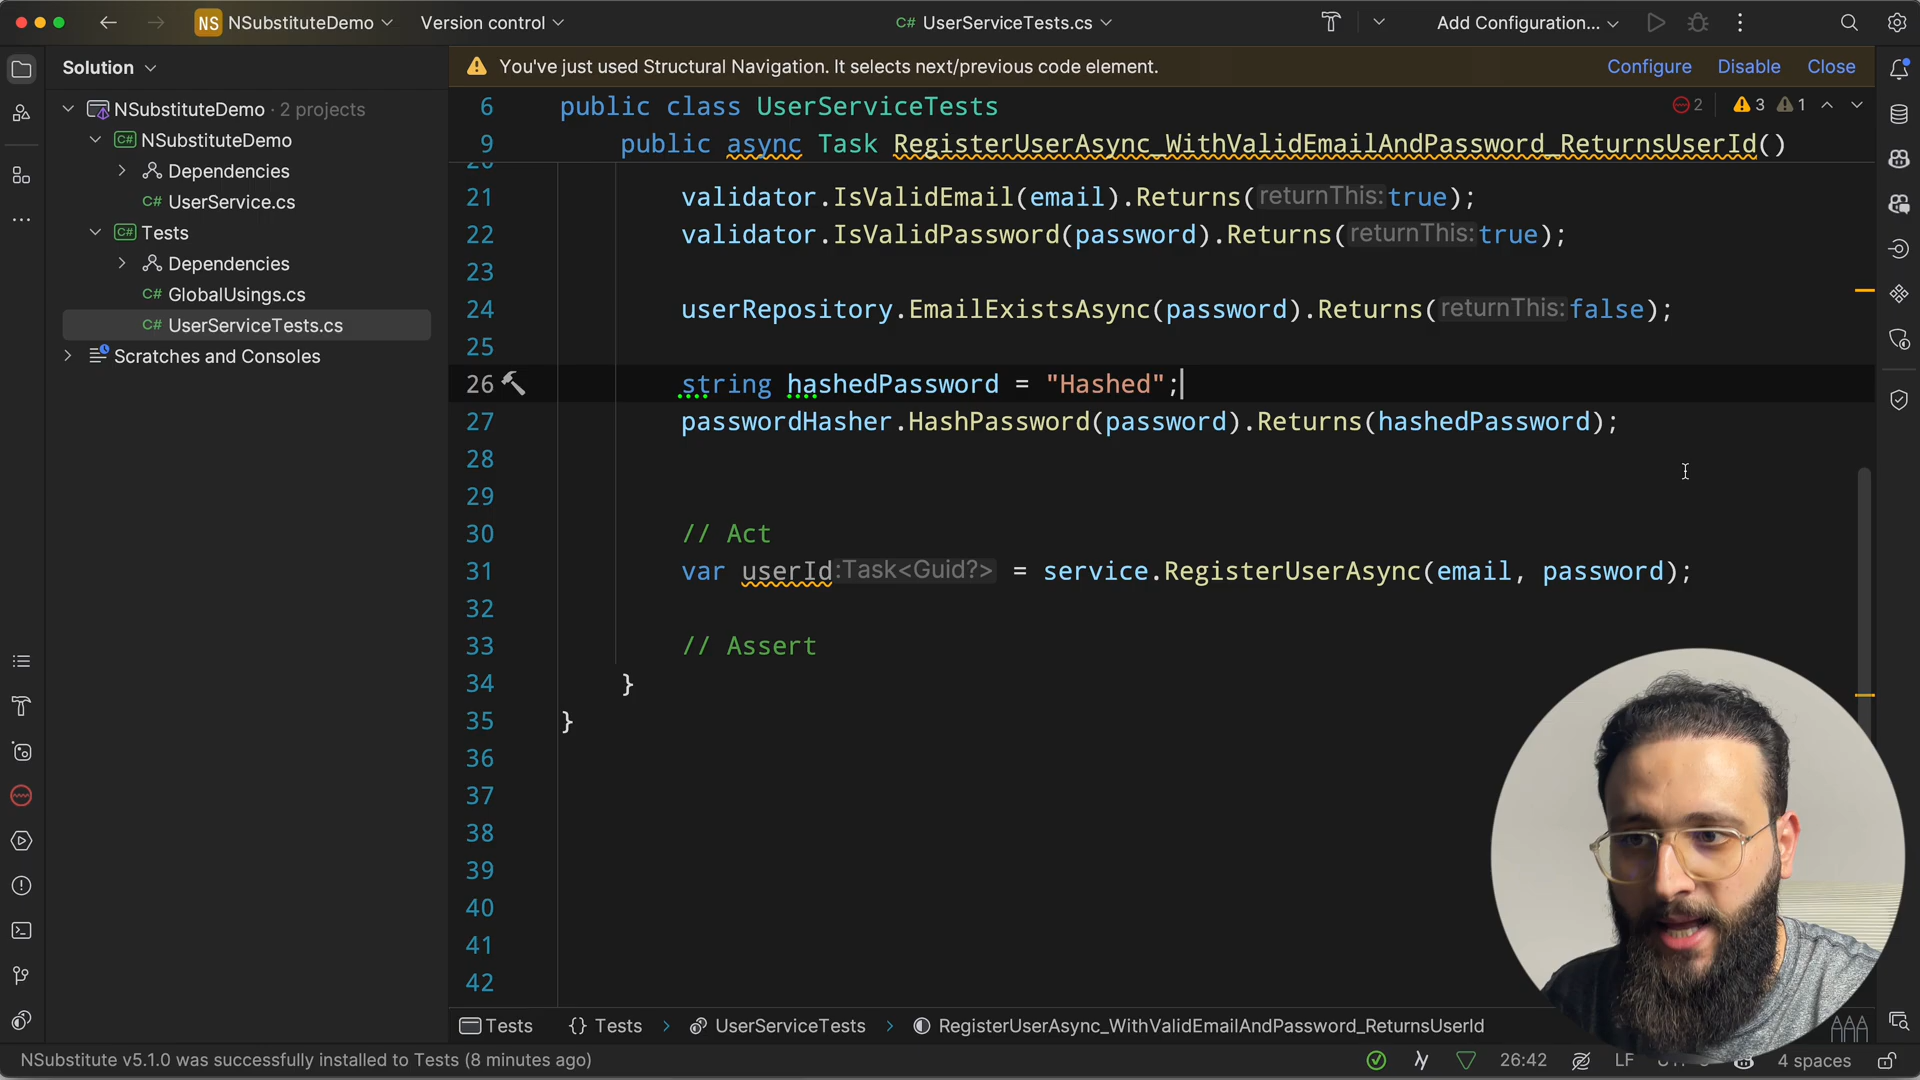 NS NSubstituteDemo Version control C# UserServiceTests.cs Add Configuration...
Solution
You've just used Structural Navigation. It selects next/previous code element. Configure Disable Close
NSubstituteDemo · 2 projects
C# NSubstituteDemo
Dependencies
C# UserService.cs
C# Tests
Dependencies
C# GlobalUsings.cs
C# UserServiceTests.cs
Scratches and Consoles
6 public class UserServiceTests 2 3 1
9 public async Task RegisterUserAsync_WithValidEmailAndPassword_ReturnsUserId()
20
21 validator.IsValidEmail(email).Returns(returnThis:true);
22 validator.IsValidPassword(password).Returns(returnThis:true);
23
24 userRepository.EmailExistsAsync(password).Returns(returnThis:false);
25
26 string hashedPassword = "Hashed";
27 passwordHasher.HashPassword(password).Returns(hashedPassword);
28
29
30 // Act
31 var userId:Task<Guid?> = service.RegisterUserAsync(email, password);
32
33 // Assert
34 }
35 }
36
37
38
39
40
41
42
Tests {} Tests > UserServiceTests > RegisterUserAsync_WithValidEmailAndPassword_ReturnsUserId
NSubstitute v5.1.0 was successfully installed to Tests (8 minutes ago) 26:42 LF 4 spaces